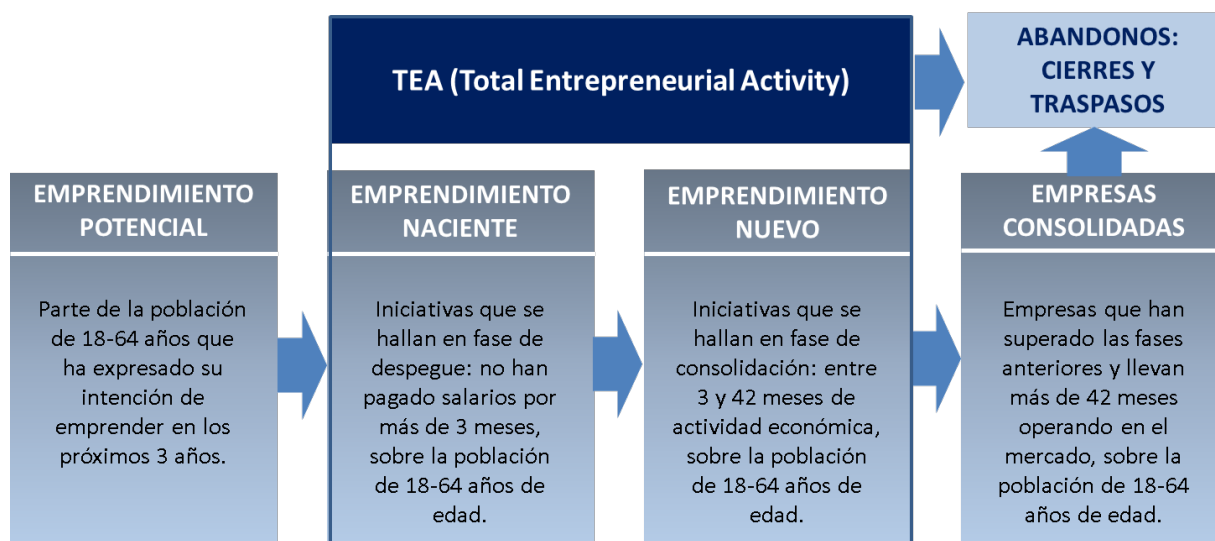 TEA (Total Entrepreneurial Activity)
ABANDONOS:
CIERRES Y
TRASPASOS
EMPRENDIMIENTO
POTENCIAL
Parte de la población
de 18-64 años que
ha expresado su
intención de
emprender en los
próximos 3 años.
EMPRENDIMIENTO
NACIENTE
Iniciativas que se
hallan en fase de
despegue: no han
pagado salarios por
más de 3 meses,
sobre la población
de 18-64 años de
edad.
EMPRENDIMIENTO
NUEVO
Iniciativas que se
hallan en fase de
consolidación: entre
3 y 42 meses de
actividad económica,
sobre la población
de 18-64 años de
edad.
EMPRESAS
CONSOLIDADAS
Empresas que han
superado las fases
anteriores y llevan
más de 42 meses
operando en el
mercado, sobre la
población de 18-64
años de edad.